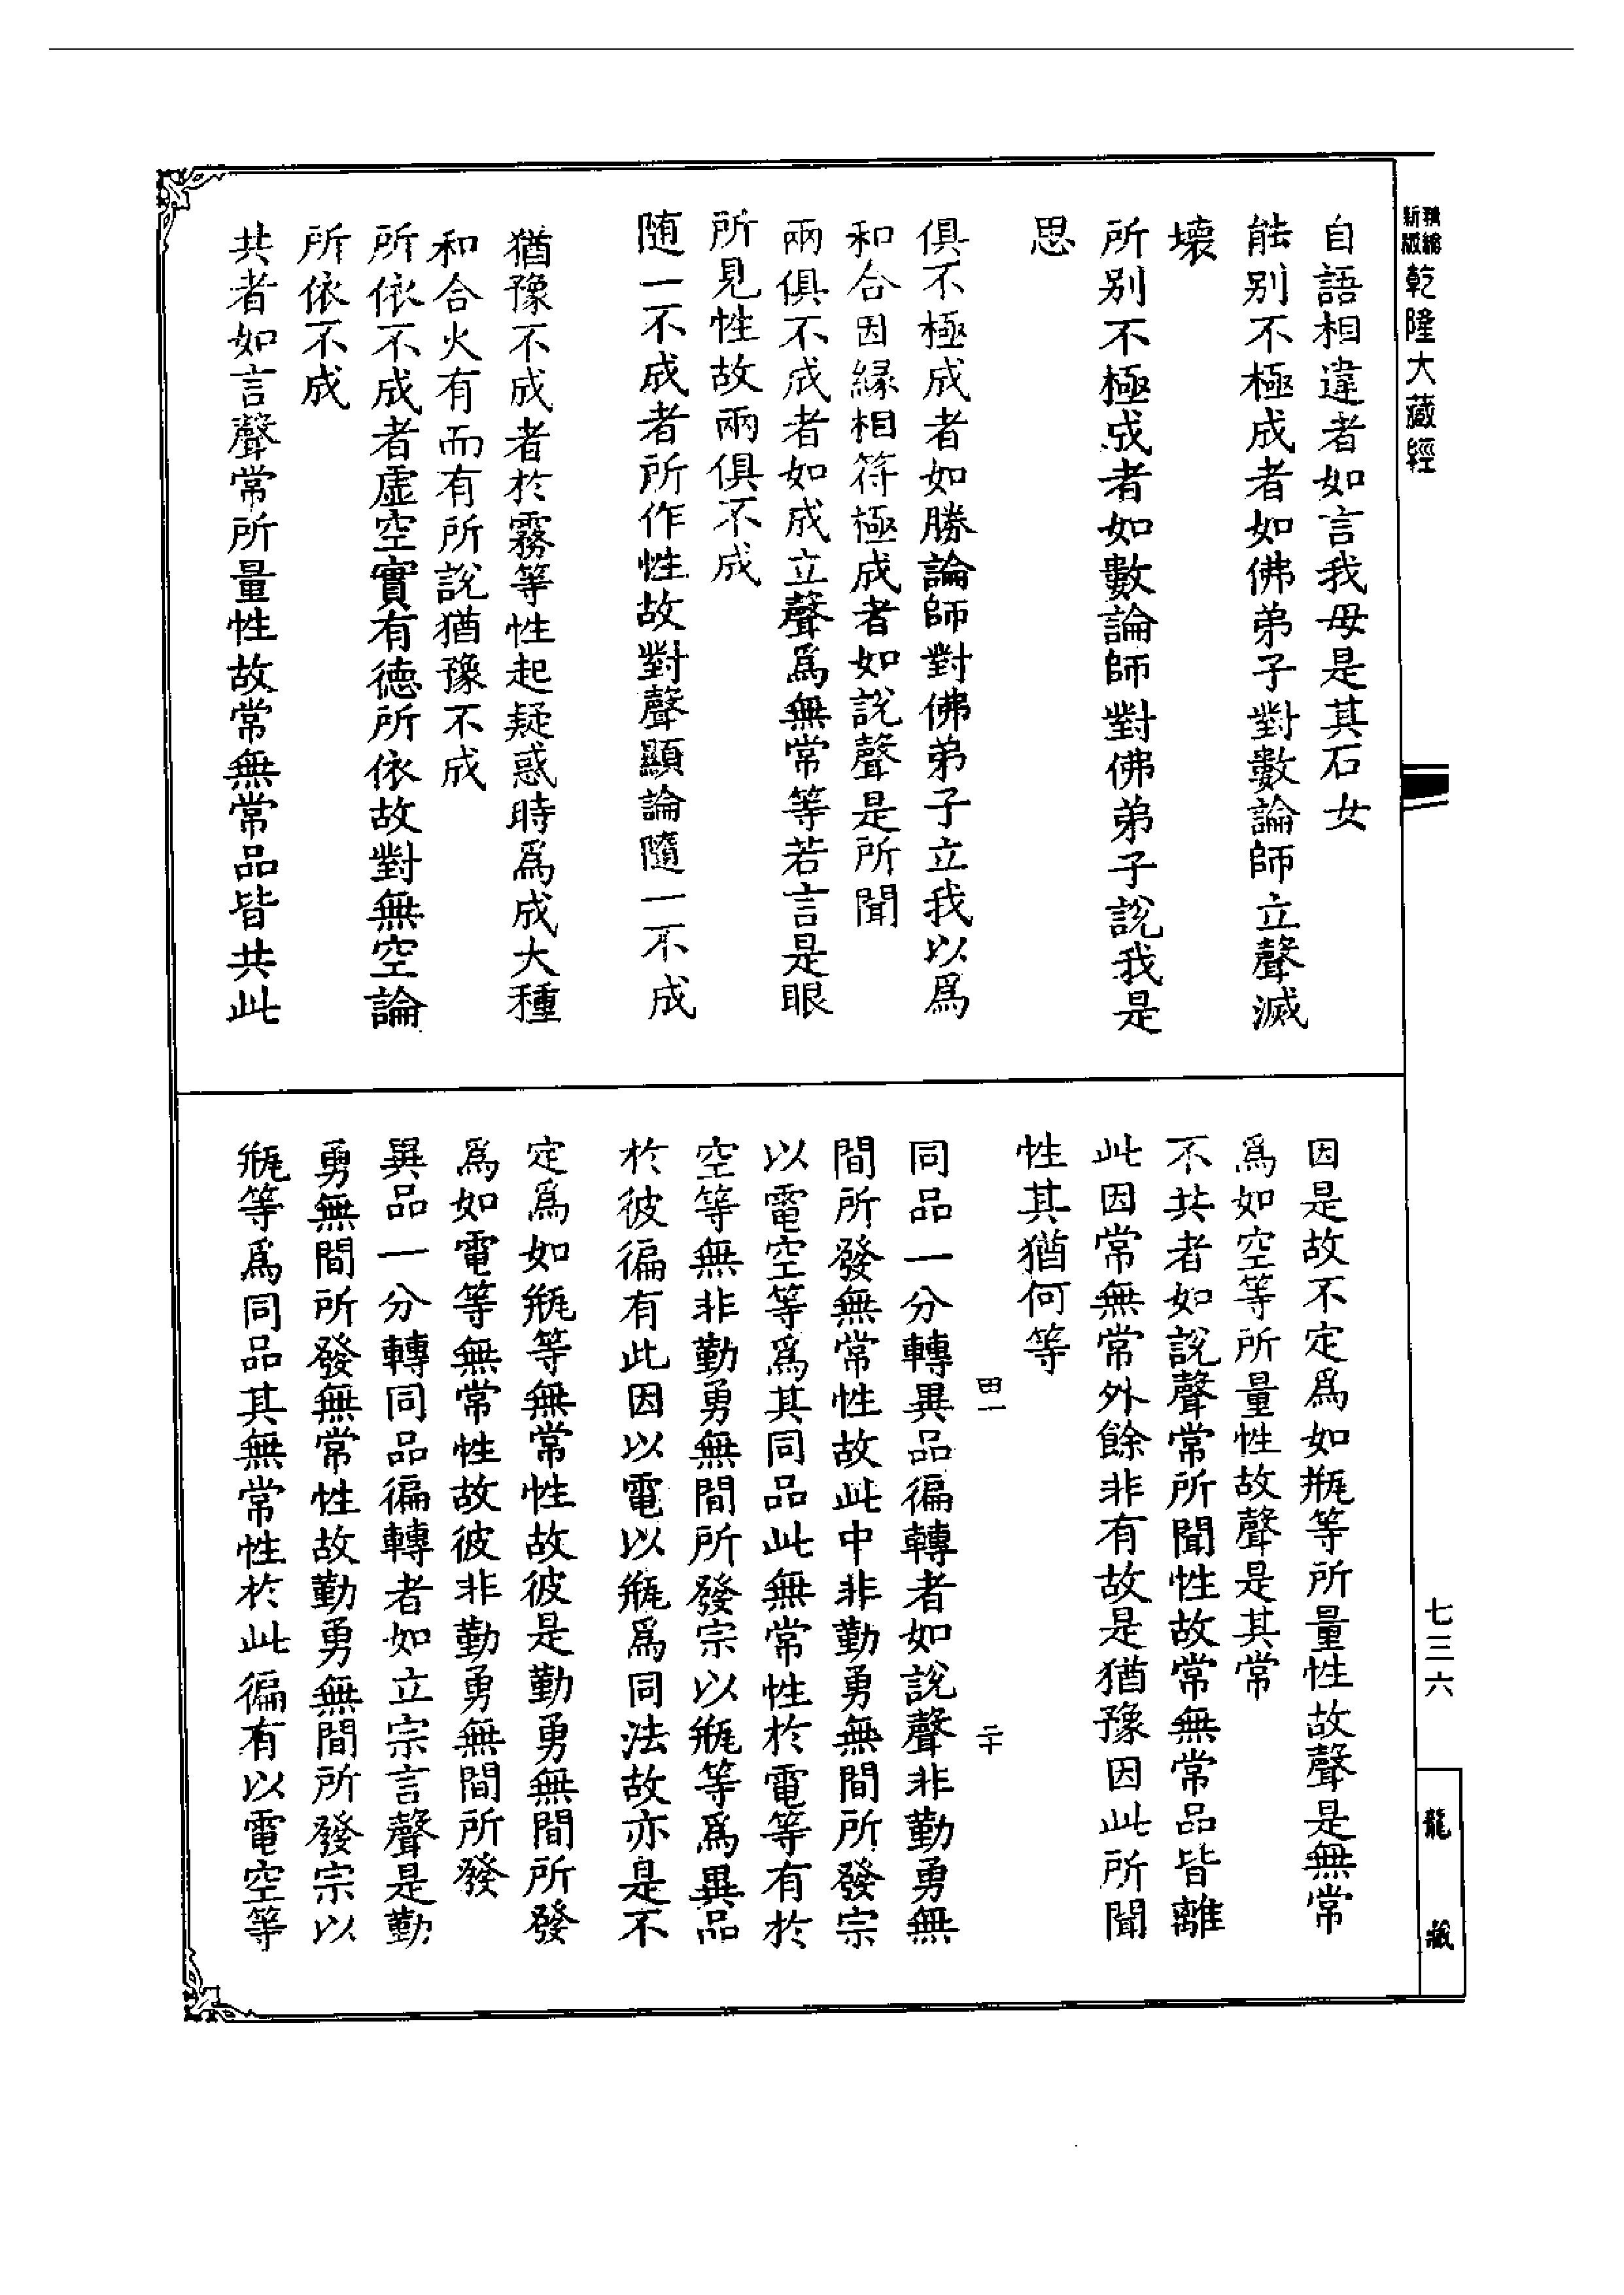 新版 精縮
乾隆大藏經
自語相違者如言我母是其石女
能別不極成者如佛弟子對數論師立聲滅
壞
所別不極成者如數論師對佛弟子說我是
思
俱不極成者如勝論師對佛弟子立我以爲
和合因緣相符極成者如說聲是所聞
兩俱不成者如成立聲爲無常等若言是眼
所見性故兩俱不成
随一不成者所作性故對聲顯論隨一不成
猶豫不成者於霧等性起疑惑時爲成大種
和合火有而有所說猶豫不成
所依不成者虛空實有德所依故對無空論
所依不成
共者如言聲常所量性故常無常品皆共此
因是故不定爲如瓶等所量性故聲是無常
爲如空等所量性故聲是其常
不共者如說聲常所聞性故常無常品皆離
此因常無常外餘非有故是猶豫因此所聞
性其猶何等
田一 二十
同品一分轉異品徧轉者如說聲非勤勇無
間所發無常性故此中非勤勇無間所發宗
以電空等爲其同品此無常性於電等有於
空等無非勤勇無間所發宗以瓶等爲異品
於彼徧有此因以電以瓶爲同法故亦是不
定爲如瓶等無常性故彼是勤勇無間所發
爲如電等無常性故彼非勤勇無間所發
異品一分轉同品徧轉者如立宗言聲是勤
勇無間所發無常性故勤勇無間所發宗以
瓶等爲同品其無常性於此徧有以電空等
七三六
龍藏